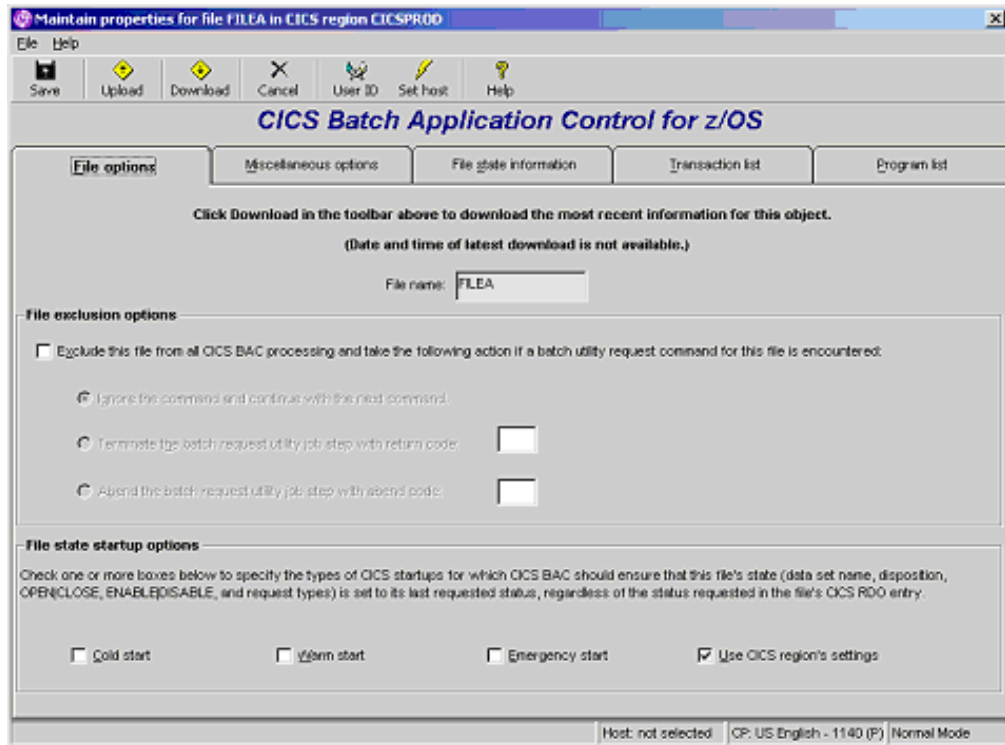 Maintain properties for file FILEA in CICS region CICSPROD
File Help
Save Upload Download Cancel User ID Set host Help
CICS Batch Application Control for z/OS
File options Miscellaneous options File state information Transaction list Program list
Click Download in the toolbar above to download the most recent information for this object.
(Date and time of latest download is not available.)
File name: FILEA
File exclusion options
Exclude this file from all CICS BAC processing and take the following action if a batch utility request command for this file is encountered:
Ignore the command and continue with the next command.
Terminate the batch request utility job step with return code:
Abend the batch request utility job step with abend code:
File state startup options
Check one or more boxes below to specify the types of CICS startups for which CICS BAC should ensure that this file's state (data set name, disposition,
OPEN|CLOSE, ENABLE|DISABLE, and request types) is set to its last requested status, regardless of the status requested in the file's CICS RDO entry.
Cold start Warm start Emergency start Use CICS region's settings
Host: not selected CP: US English - 1140 (P) Normal Mode